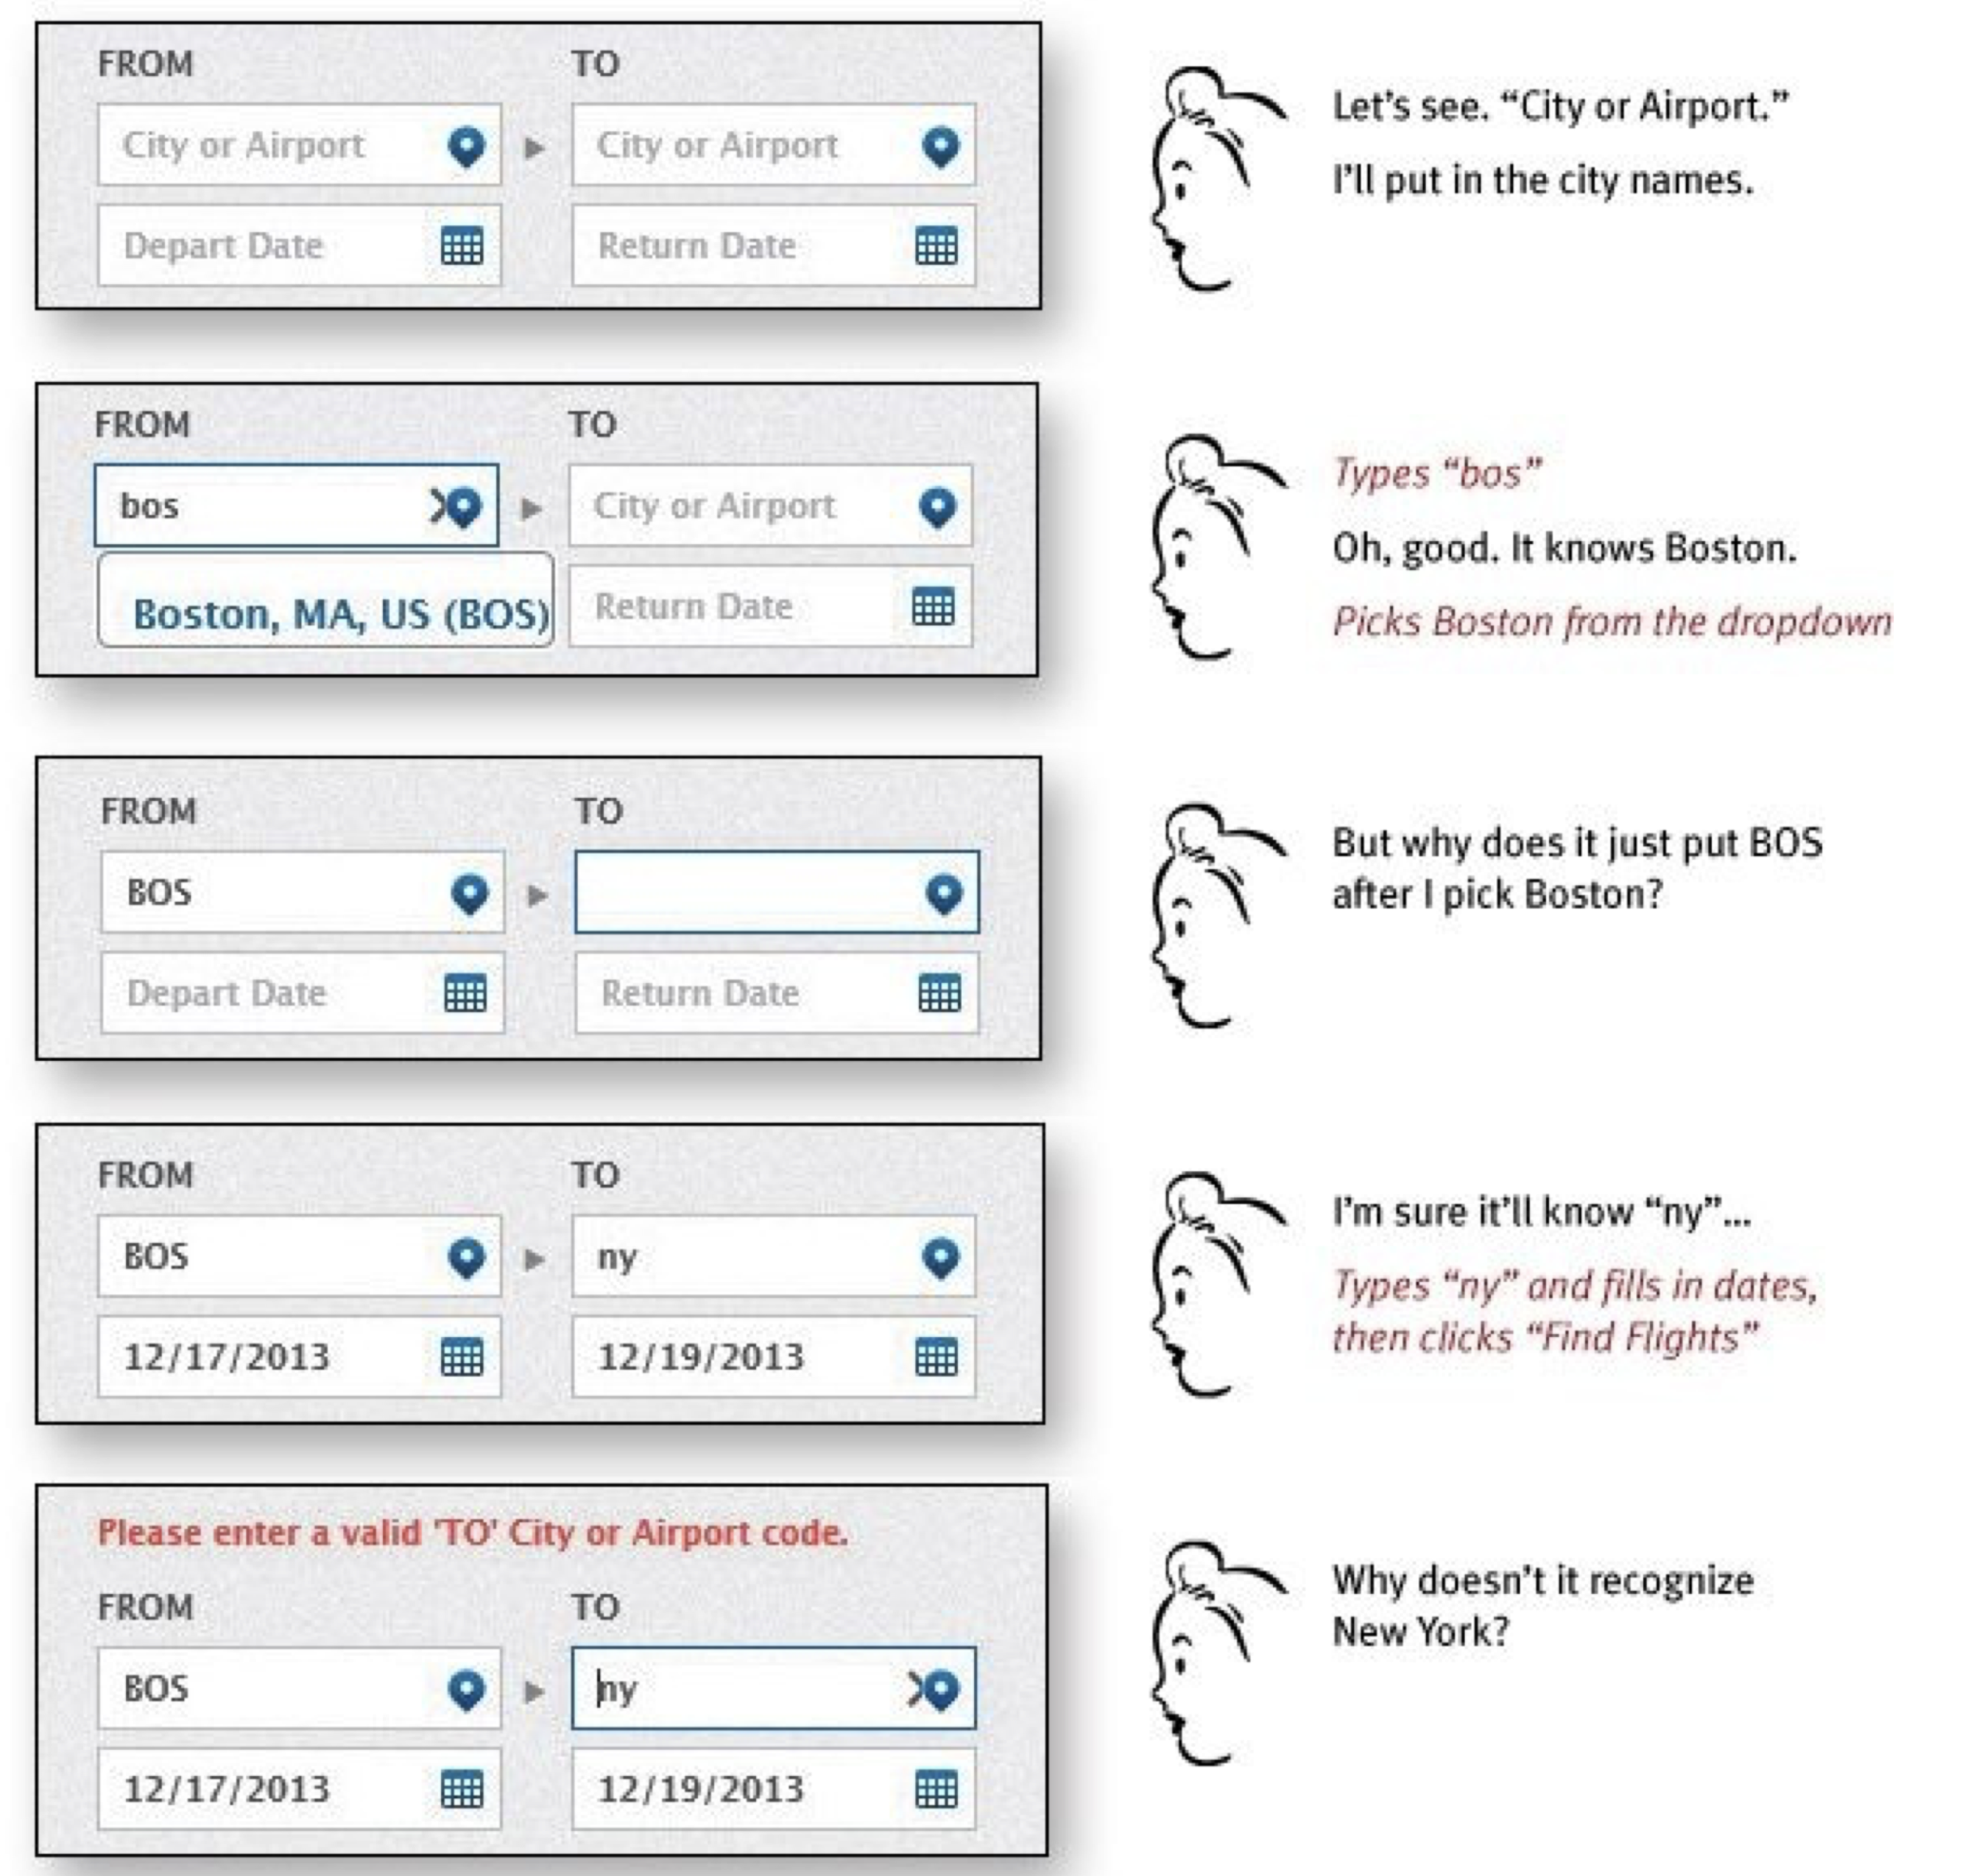 FROM TO
City or Airport City or Airport
Depart Date Return Date
Let's see. “City or Airport.”
I'll put in the city names.
FROM TO
bos City or Airport
Boston, MA, US (BOS) Return Date
Types “bos”
Oh, good. It knows Boston.
Picks Boston from the dropdown
FROM TO
BOS
Depart Date Return Date
But why does it just put BOS
after I pick Boston?
FROM TO
BOS ny
12/17/2013 12/19/2013
I'm sure it'll know “ny”...
Types “ny” and fills in dates,
then clicks “Find Flights”
Please enter a valid 'TO' City or Airport code.
FROM TO
BOS ny
12/17/2013 12/19/2013
Why doesn't it recognize
New York?